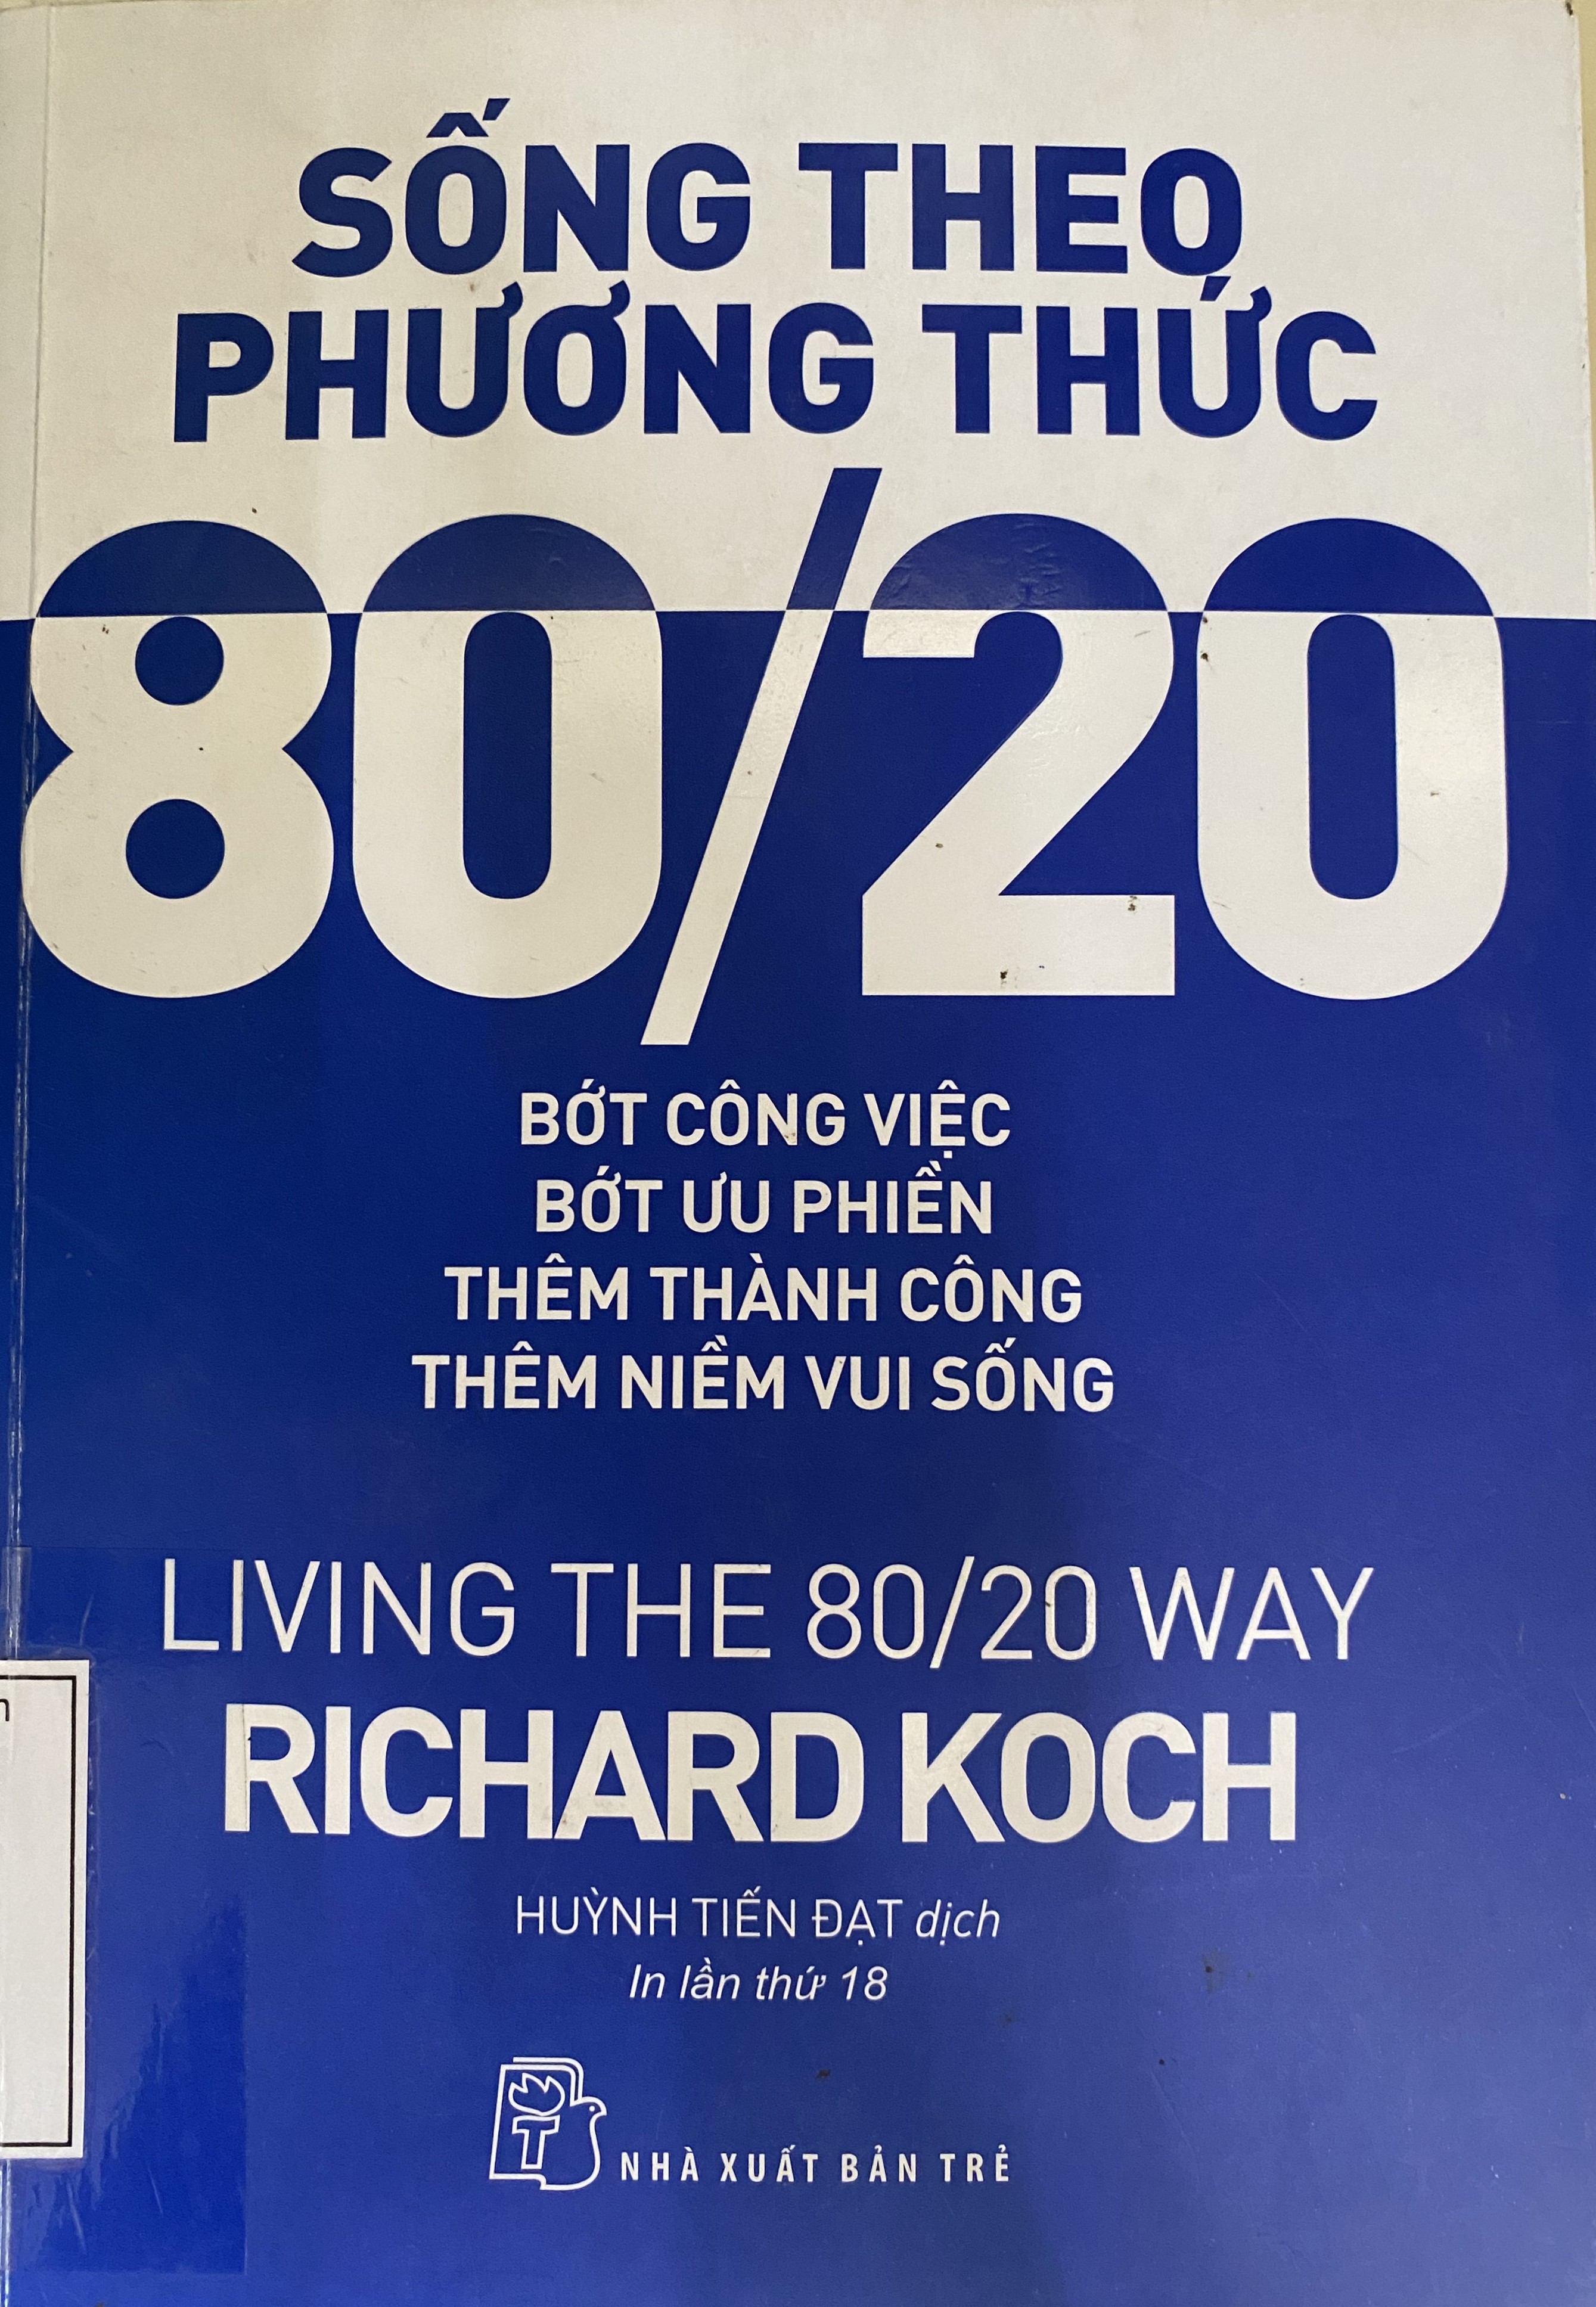 SỐNG THEO
PHƯƠNG THỨC
80/20
BỚT CÔNG VIỆC
BỚT ƯU PHIỀN
THÊM THÀNH CÔNG
THÊM NIỀM VUI SỐNG
LIVING THE 80/20 WAY
RICHARD KOCH
HUỲNH TIẾN ĐẠT dịch
In lần thứ 18
T
NHÀ XUẤT BẢN TRẺ